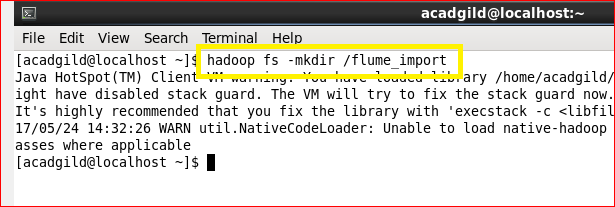 acadgild@localhost:~
File Edit View Search Terminal Help
[acadgild@localhost ~]$ hadoop fs -mkdir /flume_import
Java HotSpot(TM) Client VM warning: You have loaded library /home/acadgild/
ight have disabled stack guard. The VM will try to fix the stack guard now.
It's highly recommended that you fix the library with 'execstack -c <libfil
17/05/24 14:32:26 WARN util.NativeCodeLoader: Unable to load native-hadoop
asses where applicable
[acadgild@localhost ~]$